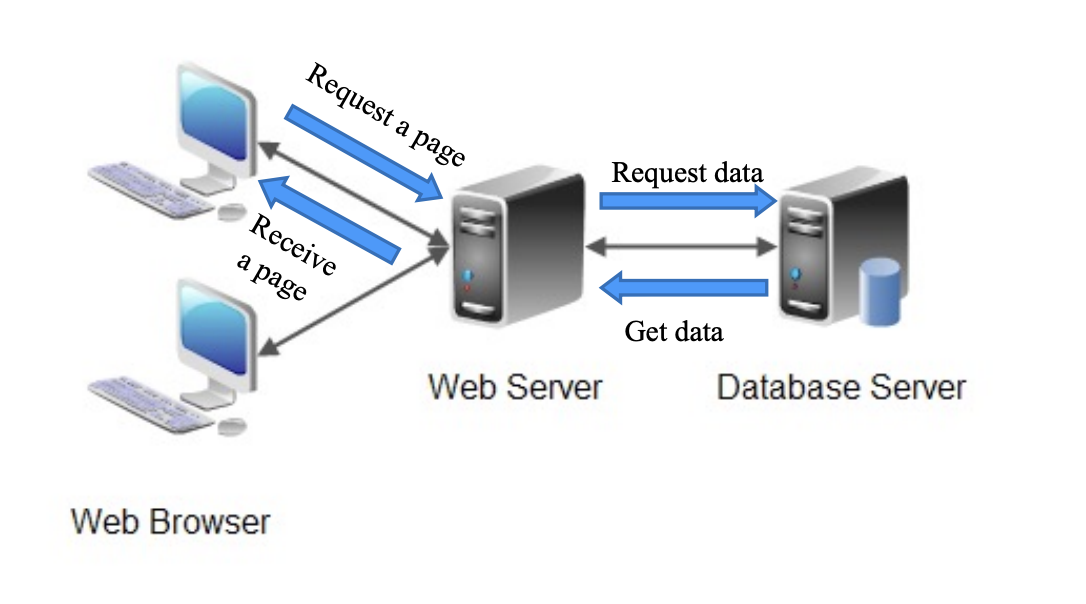 Request a page
Request data
Receive
a page
Get data
Web Server
Database Server
Web Browser